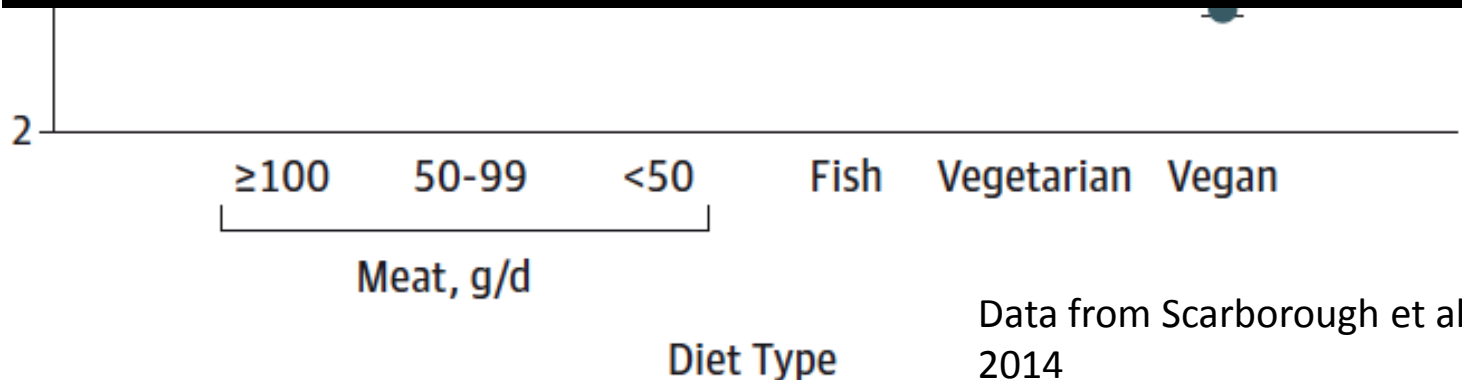 2
≥100 50-99 <50 Fish Vegetarian Vegan
Meat, g/d
Data from Scarborough et al
2014
Diet Type